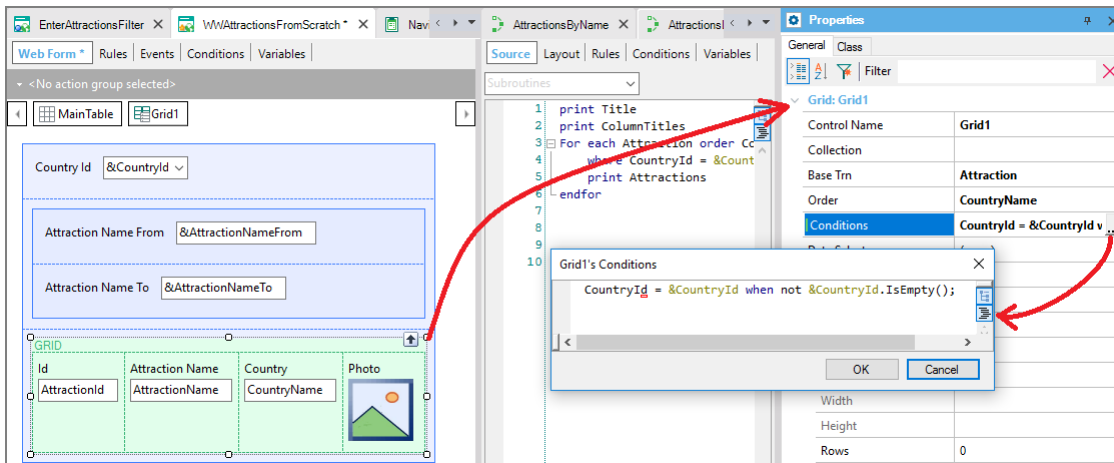 EnterAttractionsFilter
WWAttractionsFromScratch *
Navi
AttractionsByName
Attractionsl
Properties
Web Form *
Rules
Events
Conditions
Variables
<No action group selected>
MainTable
Grid1
Country Id
&CountryId
Attraction Name From
&AttractionNameFrom
Attraction Name To
&AttractionNameTo
GRID
Id
Attraction Name
Country
Photo
AttractionId
AttractionName
CountryName
Source
Layout
Rules
Conditions
Variables
Subroutines
1 print Title
2 print ColumnTitles
3 For each Attraction order Co
4 where CountryId = &Count
5 print Attractions
6 endfor
7
8
9
10
General
Class
Filter
Grid: Grid1
Control Name Grid1
Collection
Base Trn Attraction
Order CountryName
Conditions CountryId = &CountryId v ...
Grid1's Conditions
CountryId = &CountryId when not &CountryId.IsEmpty();
OK
Cancel
Width
Height
Rows 0